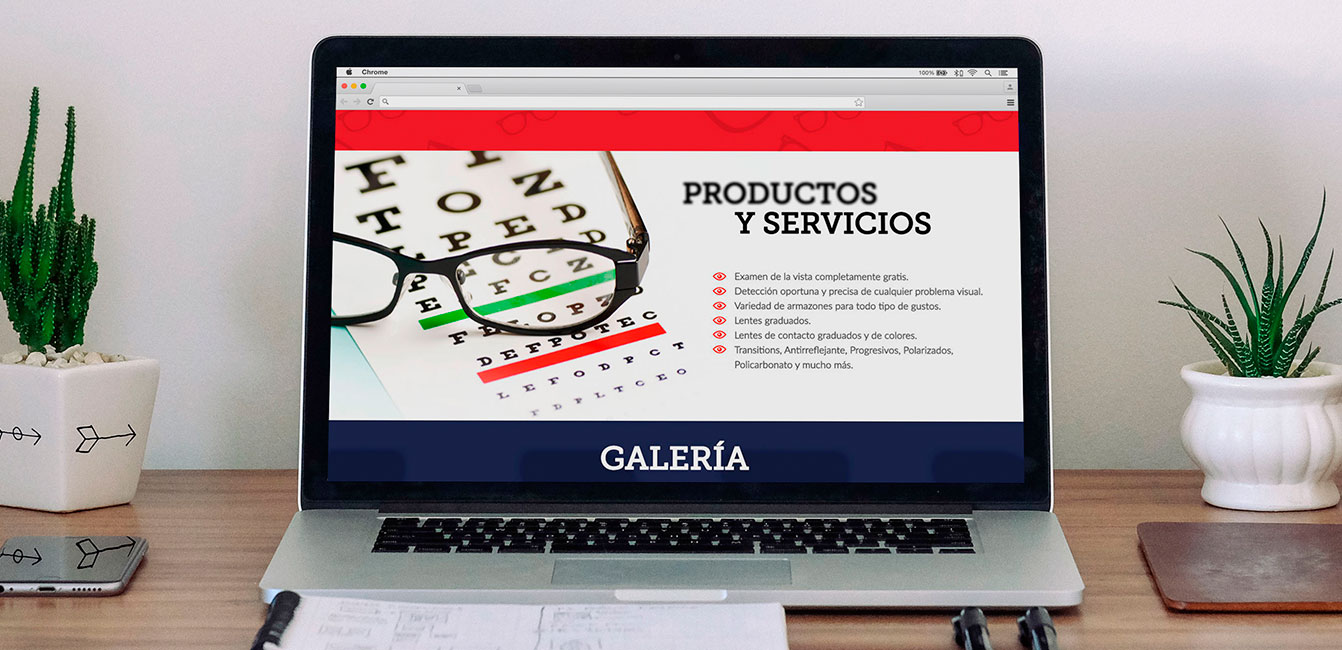 Chrome
100%
PRODUCTOS
Y SERVICIOS
Examen de la vista completamente gratis.
Detección oportuna y precisa de cualquier problema visual.
Variedad de armazones para todo tipo de gustos.
Lentes graduados.
Lentes de contacto graduados y de colores.
Transitions, Antirreflejante, Progresivos, Polarizados,
Policarbonato y mucho más.
F
O Z
T P E D
P E C I D
E F C Z
F E L O P Z
D E F P O T E C
L E F O D P C T
F D P L T C E O
GALERÍA